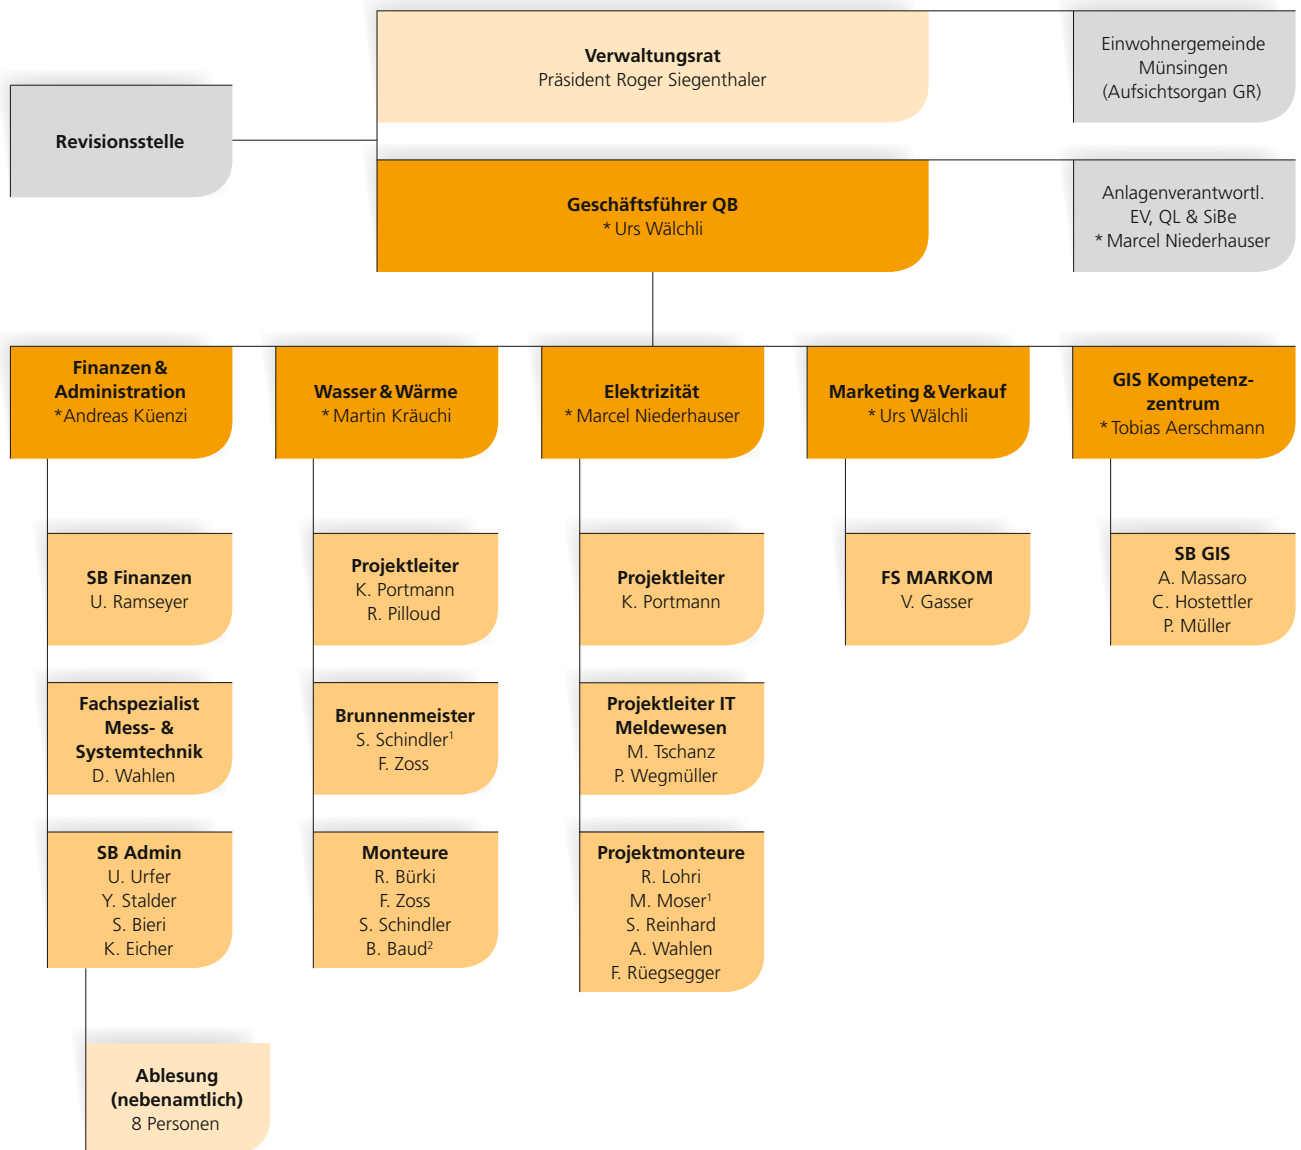 Verwaltungsrat
Präsident Roger Siegenthaler
Einwohnergemeinde
Münsingen
(Aufsichtsorgan GR)
Revisionsstelle
Geschäftsführer QB
* Urs Wälchli
Anlagenverantwortl.
EV, QL & SiBe
* Marcel Niederhauser
Finanzen &
Administration
*Andreas Küenzi
Wasser & Wärme
* Martin Kräuchi
Elektrizität
* Marcel Niederhauser
Marketing & Verkauf
* Urs Wälchli
GIS Kompetenz-
zentrum
* Tobias Aerschmann
SB Finanzen
U. Ramseyer
Projektleiter
K. Portmann
R. Pilloud
Projektleiter
K. Portmann
FS MARKOM
V. Gasser
SB GIS
A. Massaro
C. Hostettler
P. Müller
Fachspezialist
Mess- &
Systemtechnik
D. Wahlen
Brunnenmeister
S. Schindler¹
F. Zoss
Projektleiter IT
Meldewesen
M. Tschanz
P. Wegmüller
SB Admin
U. Urfer
Y. Stalder
S. Bieri
K. Eicher
Monteure
R. Bürki
F. Zoss
S. Schindler
B. Baud²
Projektmonteure
R. Lohri
M. Moser¹
S. Reinhard
A. Wahlen
F. Rüegsegger
Ablesung
(nebenamtlich)
8 Personen